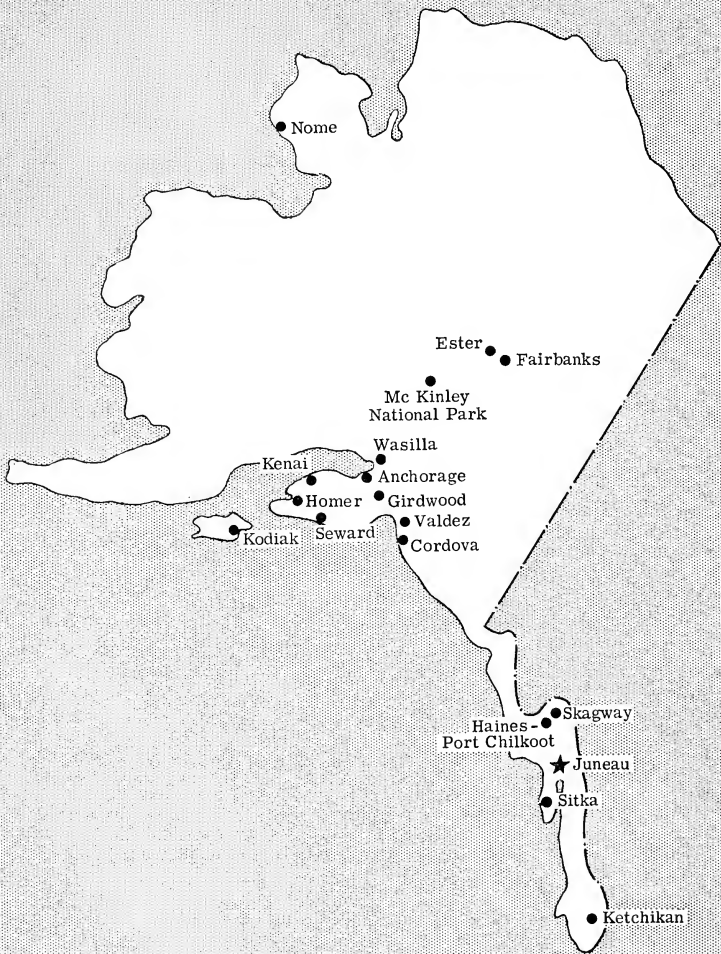 Nome
Ester
Fairbanks
Mc Kinley
National Park
Wasilla
Kenai
Anchorage
Homer
Girdwood
Kodiak
Seward
Valdez
Cordova
Skagway
Haines-
Port Chilkoot
Juneau
Sitka
Ketchikan